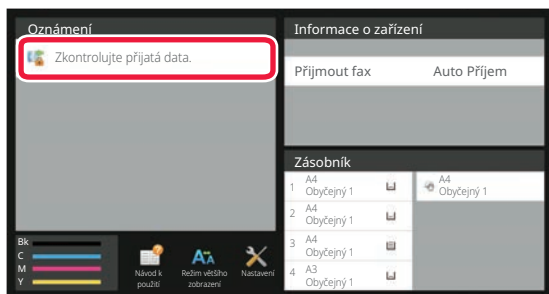 Oznámení
Zkontrolujte přijatá data.
Informace o zařízení
Přijmout fax Auto Příjem
Zásobník
1 A4
Obyčejný 1
2 A4
Obyčejný 1
3 A4
Obyčejný 1
4 A3
Obyčejný 1
A4
Obyčejný 1
Bk
C
M
Y
Návod k
použití
Režim většího
zobrazení
Nastavení